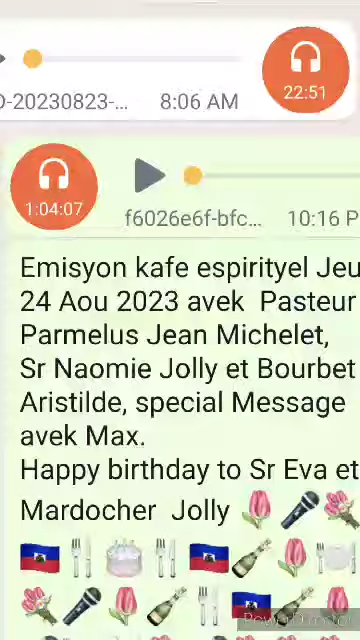 0-20230823-... 8:06 AM
22:51
1:04:07
f6026e6f-bfc... 10:16 P
Emisyon kafe espirityel Jeu
24 Aou 2023 avek Pasteur
Parmelus Jean Michelet,
Sr Naomie Jolly et Bourbet
Aristilde, special Message
avek Max.
Happy birthday to Sr Eva et
Mardocher Jolly 🌷🎤💐
🇭🇹🍴🎂🍴🇭🇹🍾🌷🍽️
💐🎤🌷🍾🍴🇭🇹🍾🌷